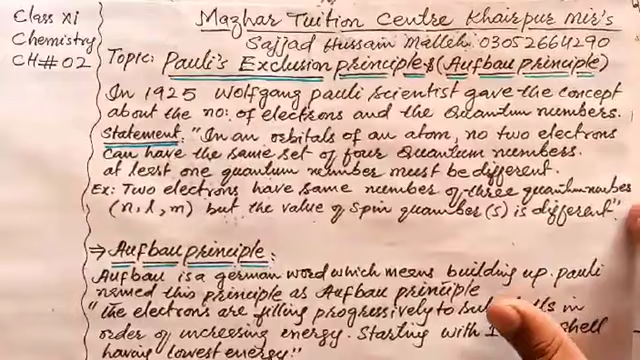 Class xi
Chemistry
CH#02
Mazhar Tuition Centre Khairpur Mir's
Sajjad Hussain Malleh 03052664290
Topic: Pauli's Exclusion principle & (Aufbau principle)
In 1925 Wolfgang pauli scientist gave the concept
about the no: of electrons and the Quantum numbers.
Statement: "In an orbitals of an atom, no two electrons
can have the same set of four Quantum numbers.
at least one quantum number must be different.
Ex: Two electrons have same number of three quantum number
(n, l, m) but the value of spin quamber (s) is different"
→ Aufbau principle:
Aufbau is a german word which means building up. pauli
named this principle as Aufbau principle
"the electrons are filling progressively to in
order of increasing energy. Starting with shell
having lowest energy"